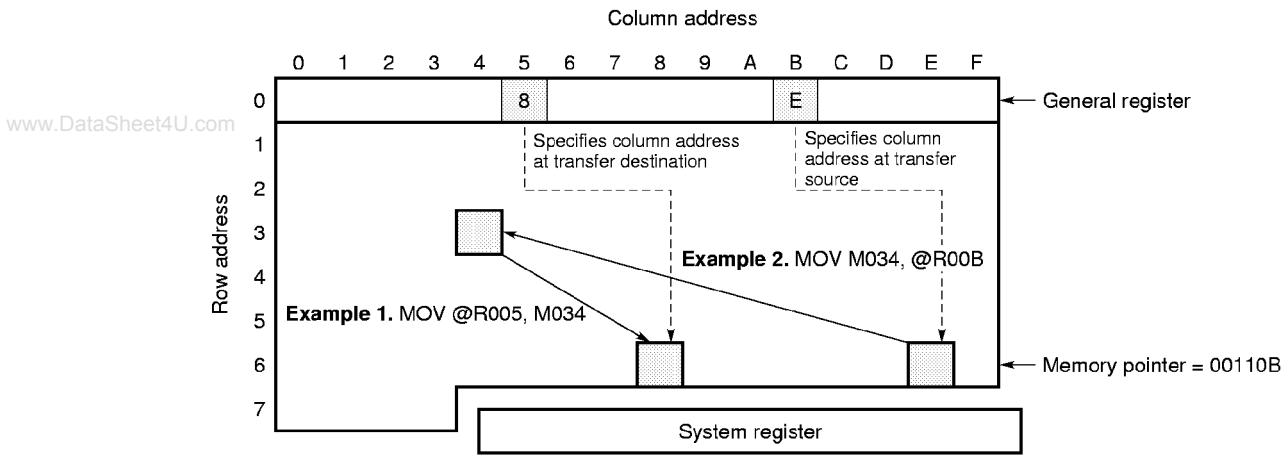 Column address
0 1 2 3 4 5 6 7 8 9 A B C D E F
0 8 E General register
www.DataSheet4U.com
1 Specifies column address
at transfer destination
Specifies column
address at transfer
source
2
Row address
3
Example 2. MOV M034, @R00B
4
5
Example 1. MOV @R005, M034
6 Memory pointer = 00110B
7
System register